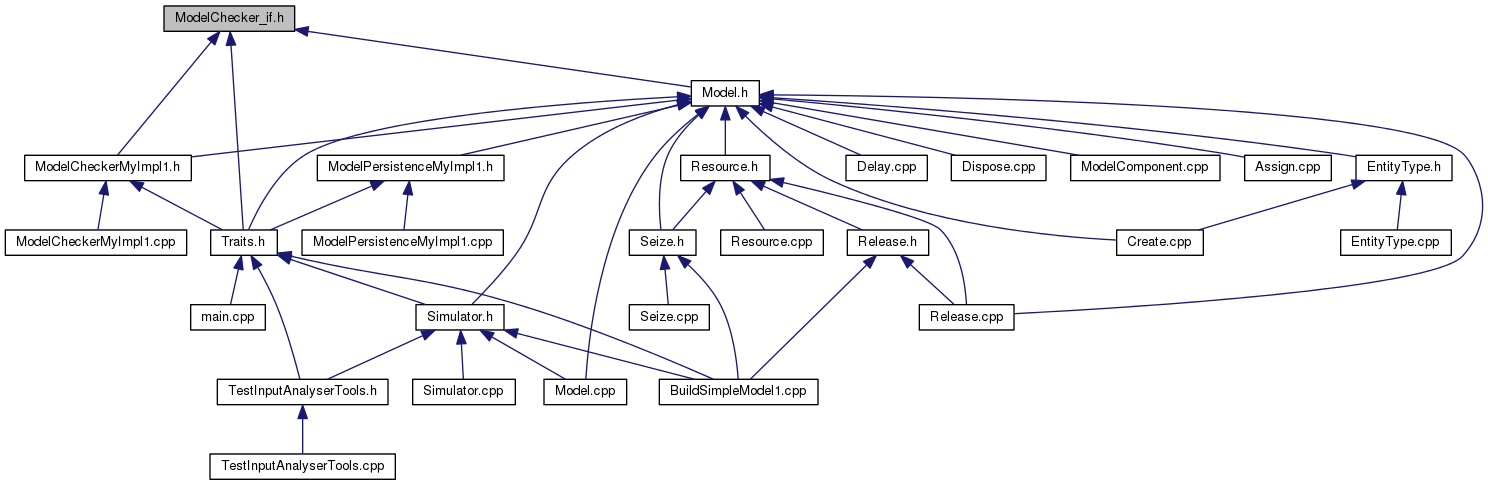 ModelChecker_if.h
Model.h
ModelCheckerMyImpl1.h
ModelPersistenceMyImpl1.h
Resource.h
Delay.cpp
Dispose.cpp
ModelComponent.cpp
Assign.cpp
EntityType.h
ModelCheckerMyImpl1.cpp
Traits.h
ModelPersistenceMyImpl1.cpp
Seize.h
Resource.cpp
Release.h
Create.cpp
EntityType.cpp
main.cpp
Simulator.h
Seize.cpp
Release.cpp
TestInputAnalyserTools.h
Simulator.cpp
Model.cpp
BuildSimpleModel1.cpp
TestInputAnalyserTools.cpp